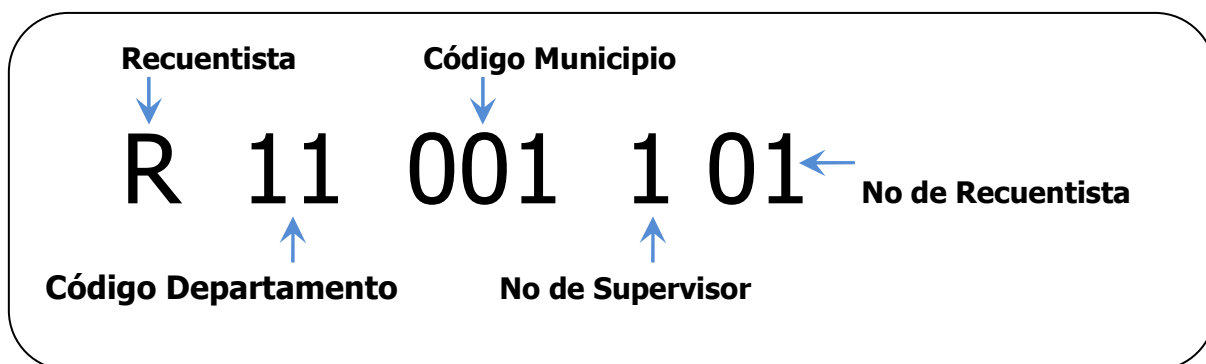 Recuentista Código Municipio
R 11 001 1 01
No de Recuentista
Código Departamento No de Supervisor